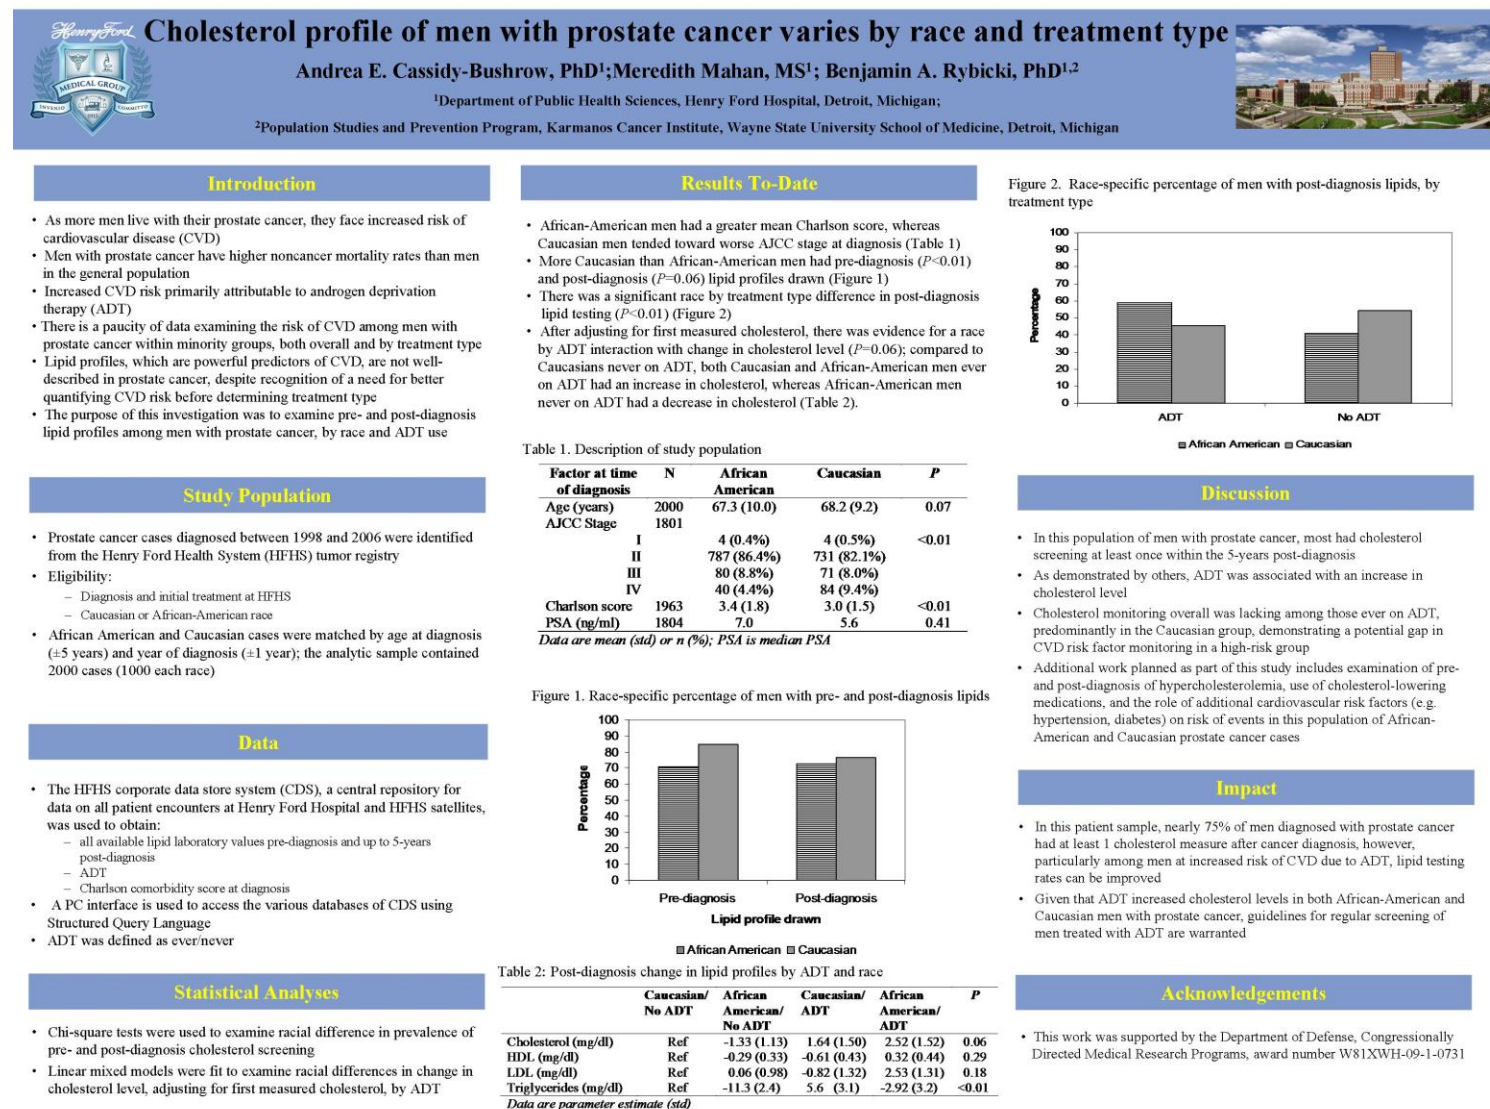 Henry Ford
MEDICAL GROUP
Cholesterol profile of men with prostate cancer varies by race and treatment type
Andrea E. Cassidy-Bushrow, PhD1;Meredith Mahan, MS1; Benjamin A. Rybicki, PhD1,2
1Department of Public Health Sciences, Henry Ford Hospital, Detroit, Michigan;
2Population Studies and Prevention Program, Karmanos Cancer Institute, Wayne State University School of Medicine, Detroit, Michigan
Introduction
• As more men live with their prostate cancer, they face increased risk of
cardiovascular disease (CVD)
• Men with prostate cancer have higher noncancer mortality rates than men
in the general population
• Increased CVD risk primarily attributable to androgen deprivation
therapy (ADT)
• There is a paucity of data examining the risk of CVD among men with
prostate cancer within minority groups, both overall and by treatment type
• Lipid profiles, which are powerful predictors of CVD, are not well-
described in prostate cancer, despite recognition of a need for better
quantifying CVD risk before determining treatment type
• The purpose of this investigation was to examine pre- and post-diagnosis
lipid profiles among men with prostate cancer, by race and ADT use
Study Population
• Prostate cancer cases diagnosed between 1998 and 2006 were identified
from the Henry Ford Health System (HFHS) tumor registry
• Eligibility:
– Diagnosis and initial treatment at HFHS
– Caucasian or African-American race
• African American and Caucasian cases were matched by age at diagnosis
(±5 years) and year of diagnosis (±1 year); the analytic sample contained
2000 cases (1000 each race)
Data
• The HFHS corporate data store system (CDS), a central repository for
data on all patient encounters at Henry Ford Hospital and HFHS satellites,
was used to obtain:
– all available lipid laboratory values pre-diagnosis and up to 5-years
post-diagnosis
– ADT
– Charlson comorbidity score at diagnosis
• A PC interface is used to access the various databases of CDS using
Structured Query Language
• ADT was defined as ever/never
Statistical Analyses
• Chi-square tests were used to examine racial difference in prevalence of
pre- and post-diagnosis cholesterol screening
• Linear mixed models were fit to examine racial differences in change in
cholesterol level, adjusting for first measured cholesterol, by ADT
Results To-Date
• African-American men had a greater mean Charlson score, whereas
Caucasian men tended toward worse AJCC stage at diagnosis (Table 1)
• More Caucasian than African-American men had pre-diagnosis (P<0.01)
and post-diagnosis (P=0.06) lipid profiles drawn (Figure 1)
• There was a significant race by treatment type difference in post-diagnosis
lipid testing (P<0.01) (Figure 2)
• After adjusting for first measured cholesterol, there was evidence for a race
by ADT interaction with change in cholesterol level (P=0.06); compared to
Caucasians never on ADT, both Caucasian and African-American men ever
on ADT had an increase in cholesterol, whereas African-American men
never on ADT had a decrease in cholesterol (Table 2).
Table 1. Description of study population
Factor at time N African Caucasian P
of diagnosis American
Age (years) 2000 67.3 (10.0) 68.2 (9.2) 0.07
AJCC Stage 1801
I 4 (0.4%) 4 (0.5%) <0.01
II 787 (86.4%) 731 (82.1%)
III 80 (8.8%) 71 (8.0%)
IV 40 (4.4%) 84 (9.4%)
Charlson score 1963 3.4 (1.8) 3.0 (1.5) <0.01
PSA (ng/ml) 1804 7.0 5.6 0.41
Data are mean (std) or n (%); PSA is median PSA
Figure 1. Race-specific percentage of men with pre- and post-diagnosis lipids
Percentage
100
90
80
70
60
50
40
30
20
10
0
Pre-diagnosis Post-diagnosis
Lipid profile drawn
African American Caucasian
Table 2: Post-diagnosis change in lipid profiles by ADT and race
Caucasian/ African Caucasian/ African P
No ADT American/ ADT American/
No ADT ADT
Cholesterol (mg/dl) Ref -1.33 (1.13) 1.64 (1.50) 2.52 (1.52) 0.06
HDL (mg/dl) Ref -0.29 (0.33) -0.61 (0.43) 0.32 (0.44) 0.29
LDL (mg/dl) Ref 0.06 (0.98) -0.82 (1.32) 2.53 (1.31) 0.18
Triglycerides (mg/dl) Ref -11.3 (2.4) 5.6 (3.1) -2.92 (3.2) <0.01
Data are parameter estimate (std)
Figure 2. Race-specific percentage of men with post-diagnosis lipids, by
treatment type
Percentage
100
90
80
70
60
50
40
30
20
10
0
ADT No ADT
African American Caucasian
Discussion
• In this population of men with prostate cancer, most had cholesterol
screening at least once within the 5-years post-diagnosis
• As demonstrated by others, ADT was associated with an increase in
cholesterol level
• Cholesterol monitoring overall was lacking among those ever on ADT,
predominantly in the Caucasian group, demonstrating a potential gap in
CVD risk factor monitoring in a high-risk group
• Additional work planned as part of this study includes examination of pre-
and post-diagnosis of hypercholesterolemia, use of cholesterol-lowering
medications, and the role of additional cardiovascular risk factors (e.g.
hypertension, diabetes) on risk of events in this population of African-
American and Caucasian prostate cancer cases
Impact
• In this patient sample, nearly 75% of men diagnosed with prostate cancer
had at least 1 cholesterol measure after cancer diagnosis, however,
particularly among men at increased risk of CVD due to ADT, lipid testing
rates can be improved
• Given that ADT increased cholesterol levels in both African-American and
Caucasian men with prostate cancer, guidelines for regular screening of
men treated with ADT are warranted
Acknowledgements
• This work was supported by the Department of Defense, Congressionally
Directed Medical Research Programs, award number W81XWH-09-1-0731